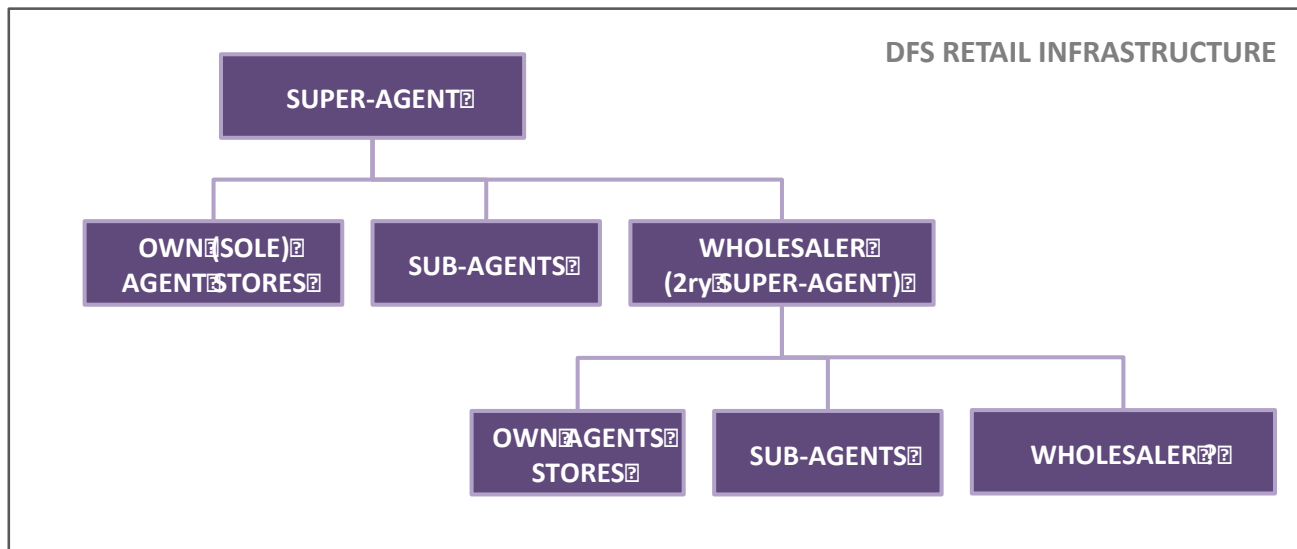 DFS RETAIL INFRASTRUCTURE
SUPER-AGENT⍰
OWN⍰(SOLE)⍰
AGENT⍰STORES⍰
SUB-AGENTS⍰
WHOLESALER⍰
(2ry⍰SUPER-AGENT)⍰
OWN⍰AGENTS⍰
STORES⍰
SUB-AGENTS⍰
WHOLESALER⍰?⍰